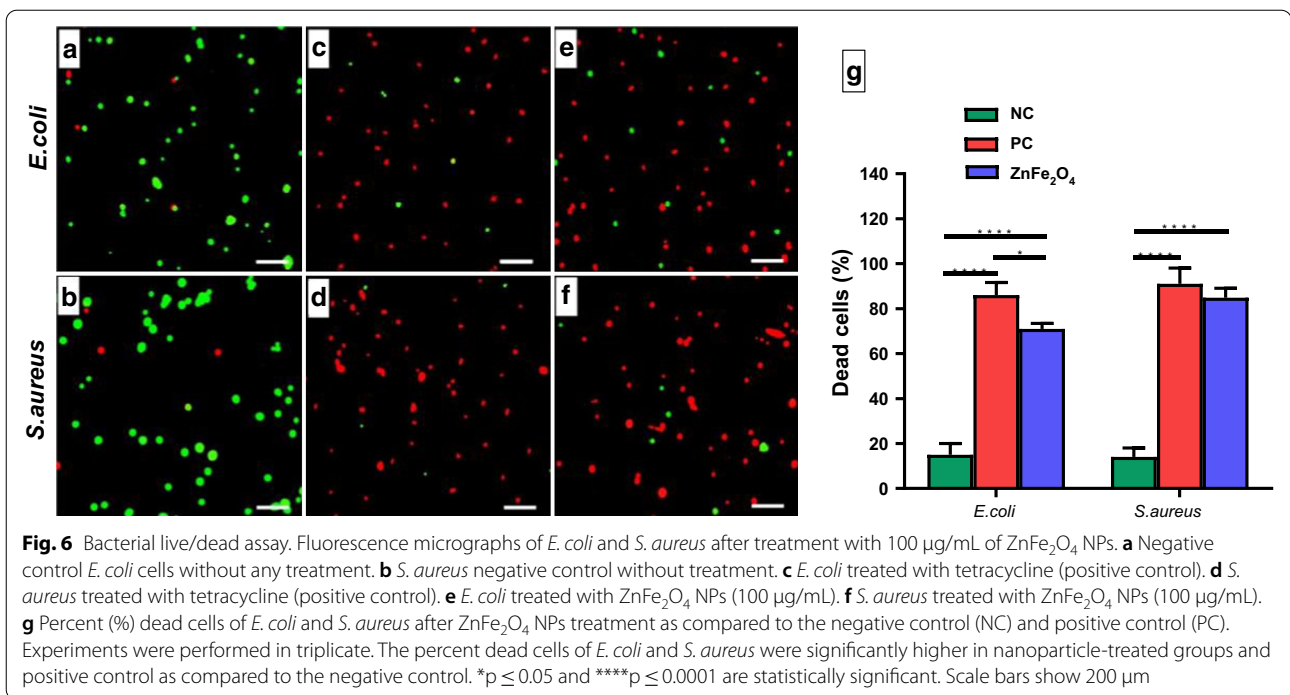 a
c
e
g
E.coli
b
d
f
S.aureus
NC
PC
ZnFe₂O₄
Dead cells (%)
140
120
100
80
60
40
20
0
****
****
*
****
****
E.coli
S.aureus
Fig. 6 Bacterial live/dead assay. Fluorescence micrographs of E. coli and S. aureus after treatment with 100 μg/mL of ZnFe₂O₄ NPs. a Negative
control E. coli cells without any treatment. b S. aureus negative control without treatment. c E. coli treated with tetracycline (positive control). d S.
aureus treated with tetracycline (positive control). e E. coli treated with ZnFe₂O₄ NPs (100 μg/mL). f S. aureus treated with ZnFe₂O₄ NPs (100 μg/mL).
g Percent (%) dead cells of E. coli and S. aureus after ZnFe₂O₄ NPs treatment as compared to the negative control (NC) and positive control (PC).
Experiments were performed in triplicate. The percent dead cells of E. coli and S. aureus were significantly higher in nanoparticle-treated groups and
positive control as compared to the negative control. *p ≤ 0.05 and ****p ≤ 0.0001 are statistically significant. Scale bars show 200 μm